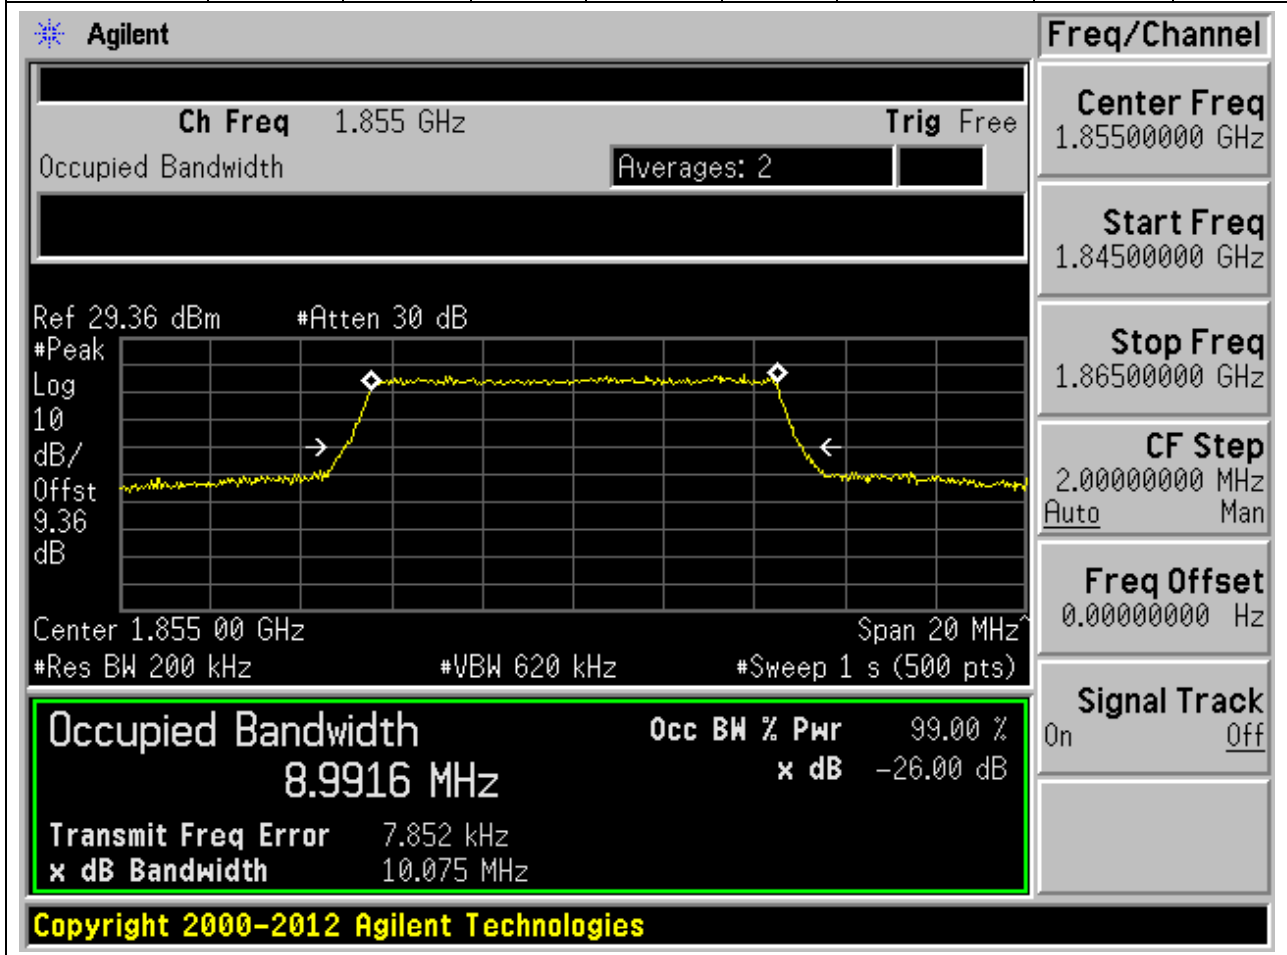 Agilent
Freq/Channel
Ch Freq 1.855 GHz Trig Free
Occupied Bandwidth Averages: 2
Center Freq
1.85500000 GHz
Start Freq
1.84500000 GHz
Stop Freq
1.86500000 GHz
CF Step
2.00000000 MHz
Auto Man
Freq Offset
0.00000000 Hz
Signal Track
On Off
Ref 29.36 dBm #Atten 30 dB
#Peak
Log
10
dB/
Offst
9.36
dB
Center 1.855 00 GHz Span 20 MHz^
#Res BW 200 kHz #VBW 620 kHz #Sweep 1 s (500 pts)
Occupied Bandwidth Occ BW % Pwr 99.00 %
8.9916 MHz x dB -26.00 dB
Transmit Freq Error 7.852 kHz
x dB Bandwidth 10.075 MHz
Copyright 2000-2012 Agilent Technologies